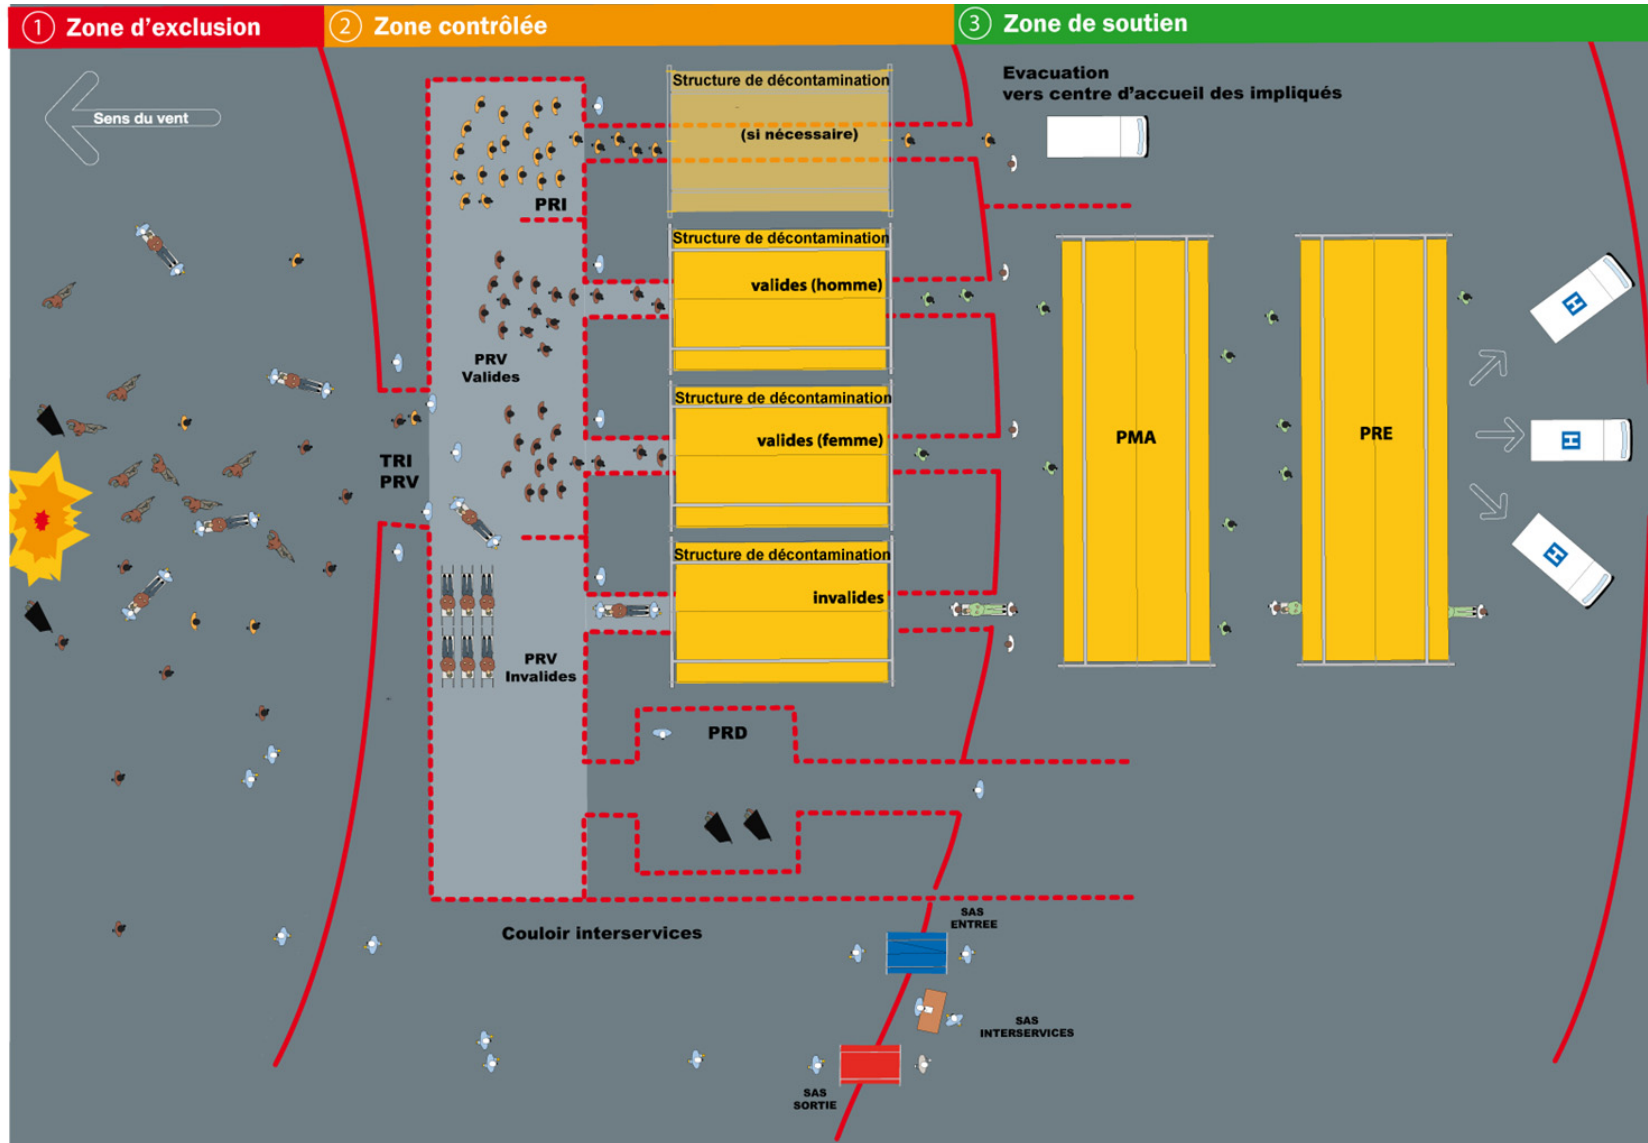 1 Zone d'exclusion
2 Zone contrôlée
3 Zone de soutien
Sens du vent
Structure de décontamination
(si nécessaire)
Evacuation
vers centre d'accueil des impliqués
PRI
Structure de décontamination
valides (homme)
PRV
Valides
Structure de décontamination
valides (femme)
PMA
PRE
H
H
H
TRI
PRV
Structure de décontamination
invalides
PRV
Invalides
PRD
Couloir interservices
SAS
ENTREE
SAS
INTERSERVICES
SAS
SORTIE